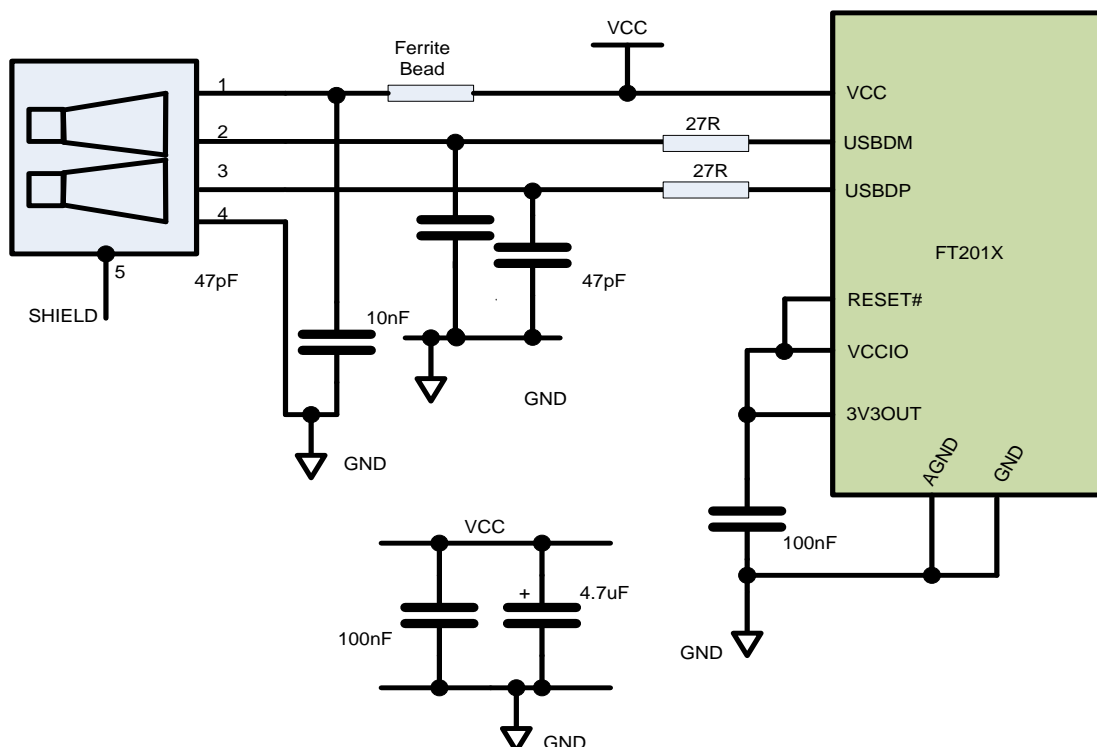 VCC
Ferrite
Bead
1
VCC
27R
2
USBDM
27R
3
USBDP
4
FT201X
5
47pF
47pF
RESET#
SHIELD
10nF
VCCIO
GND
3V3OUT
GND
AGND
GND
VCC
100nF
+
4.7uF
100nF
GND
GND